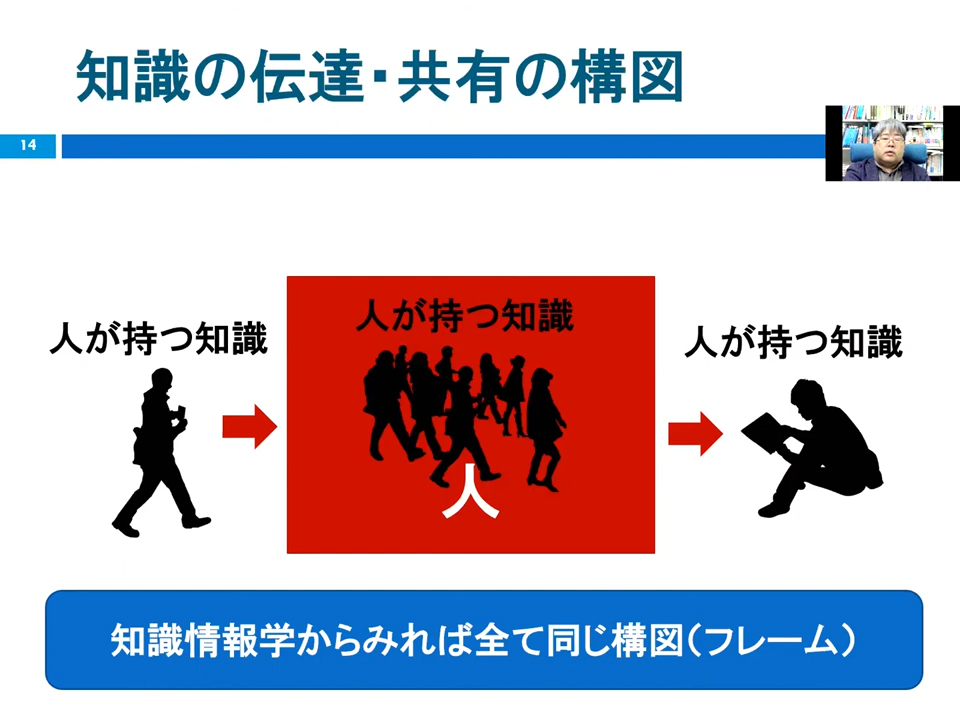 知識の伝達・共有の構図
14
人が持つ知識
人が持つ知識
人が持つ知識
人
知識情報学からみれば全て同じ構図(フレーム)